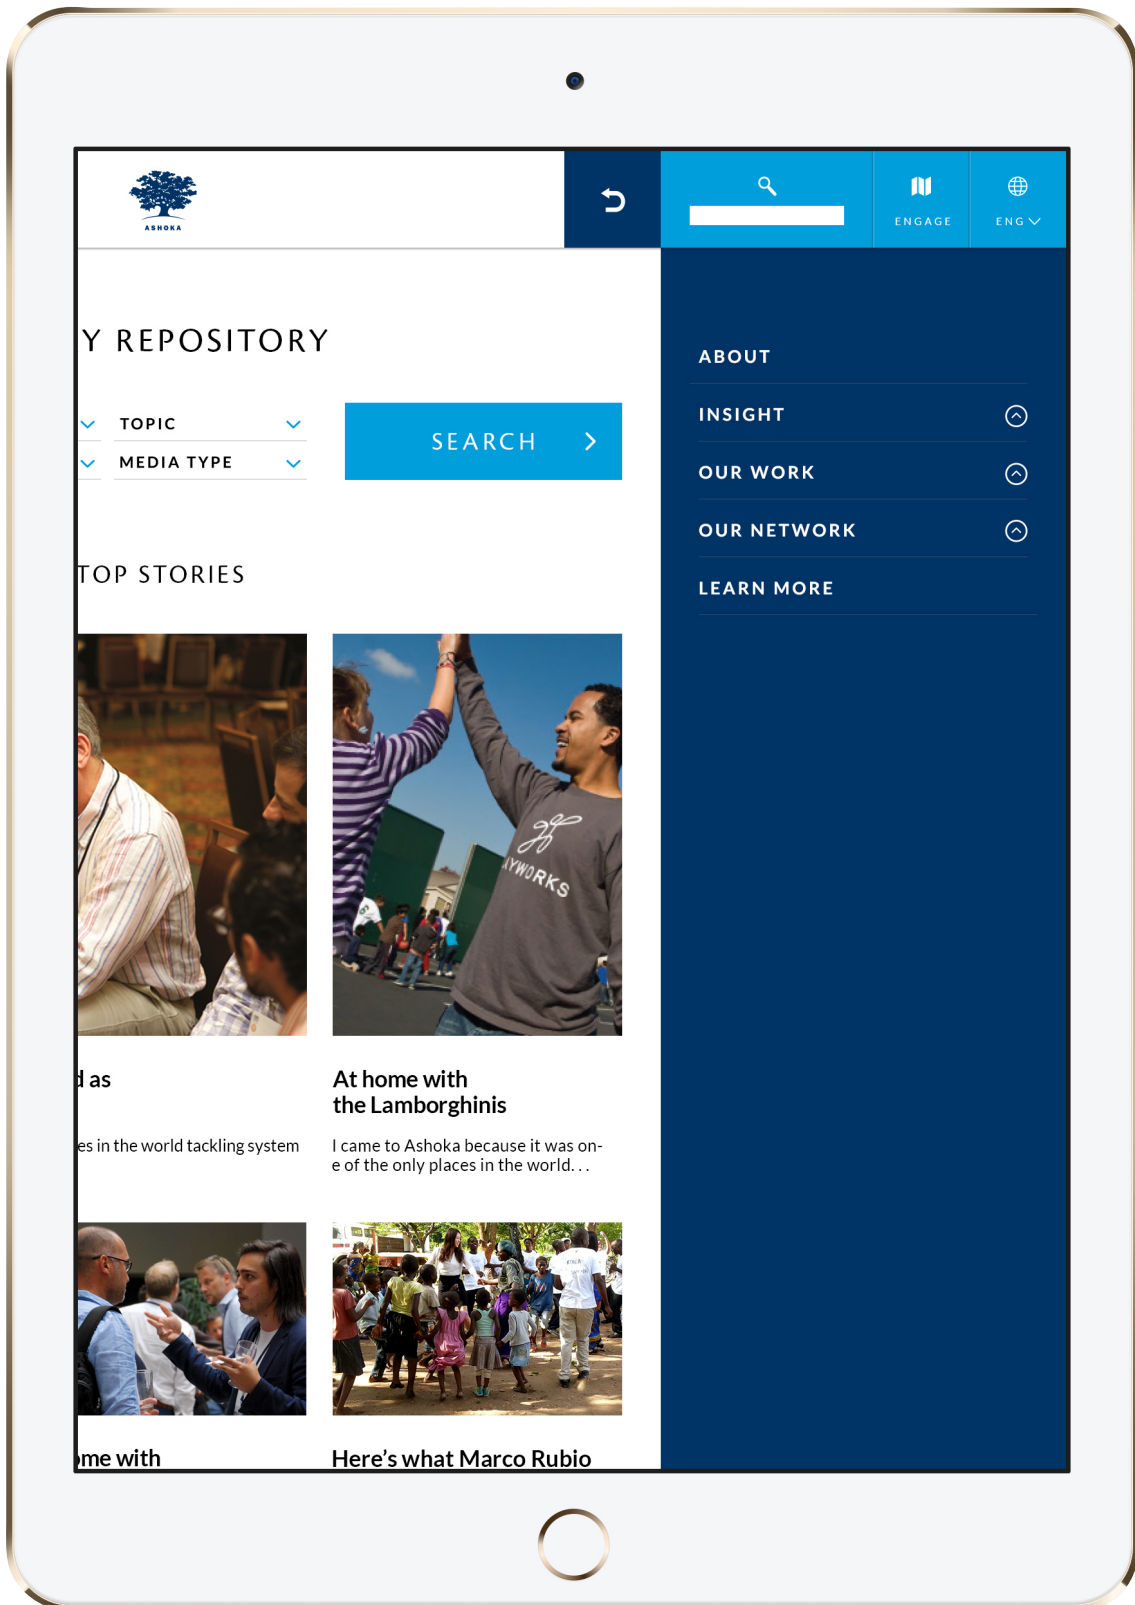 ASHOKA
ENGAGE
ENG
Y REPOSITORY
TOPIC
MEDIA TYPE
SEARCH
ABOUT
INSIGHT
OUR WORK
OUR NETWORK
LEARN MORE
TOP STORIES
YWORKS
d as
es in the world tackling system
At home with
the Lamborghinis
I came to Ashoka because it was on-
e of the only places in the world. . .
ome with
Here's what Marco Rubio